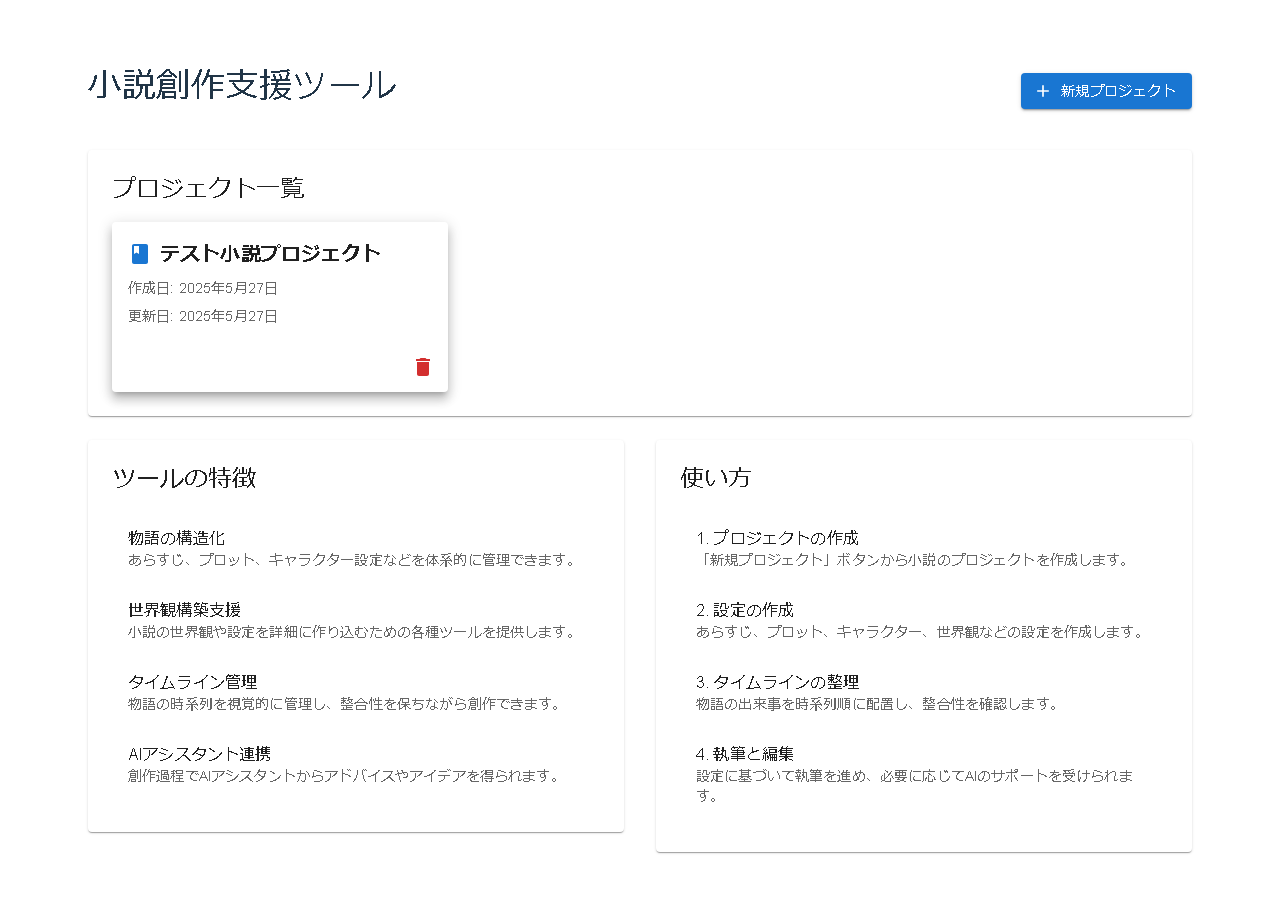 小説創作支援ツール
+ 新規プロジェクト
プロジェクト一覧
テスト小説プロジェクト
作成日: 2025年5月27日
更新日: 2025年5月27日
ツールの特徴
物語の構造化
あらすじ、プロット、キャラクター設定などを体系的に管理できます。
世界観構築支援
小説の世界観や設定を詳細に作り込むための各種ツールを提供します。
タイムライン管理
物語の時系列を視覚的に管理し、整合性を保ちながら創作できます。
AIアシスタント連携
創作過程でAIアシスタントからアドバイスやアイデアを得られます。
使い方
1. プロジェクトの作成
「新規プロジェクト」ボタンから小説のプロジェクトを作成します。
2. 設定の作成
あらすじ、プロット、キャラクター、世界観などの設定を作成します。
3. タイムラインの整理
物語の出来事を時系列順に配置し、整合性を確認します。
4. 執筆と編集
設定に基づいて執筆を進め、必要に応じてAIのサポートを受けられま
す。